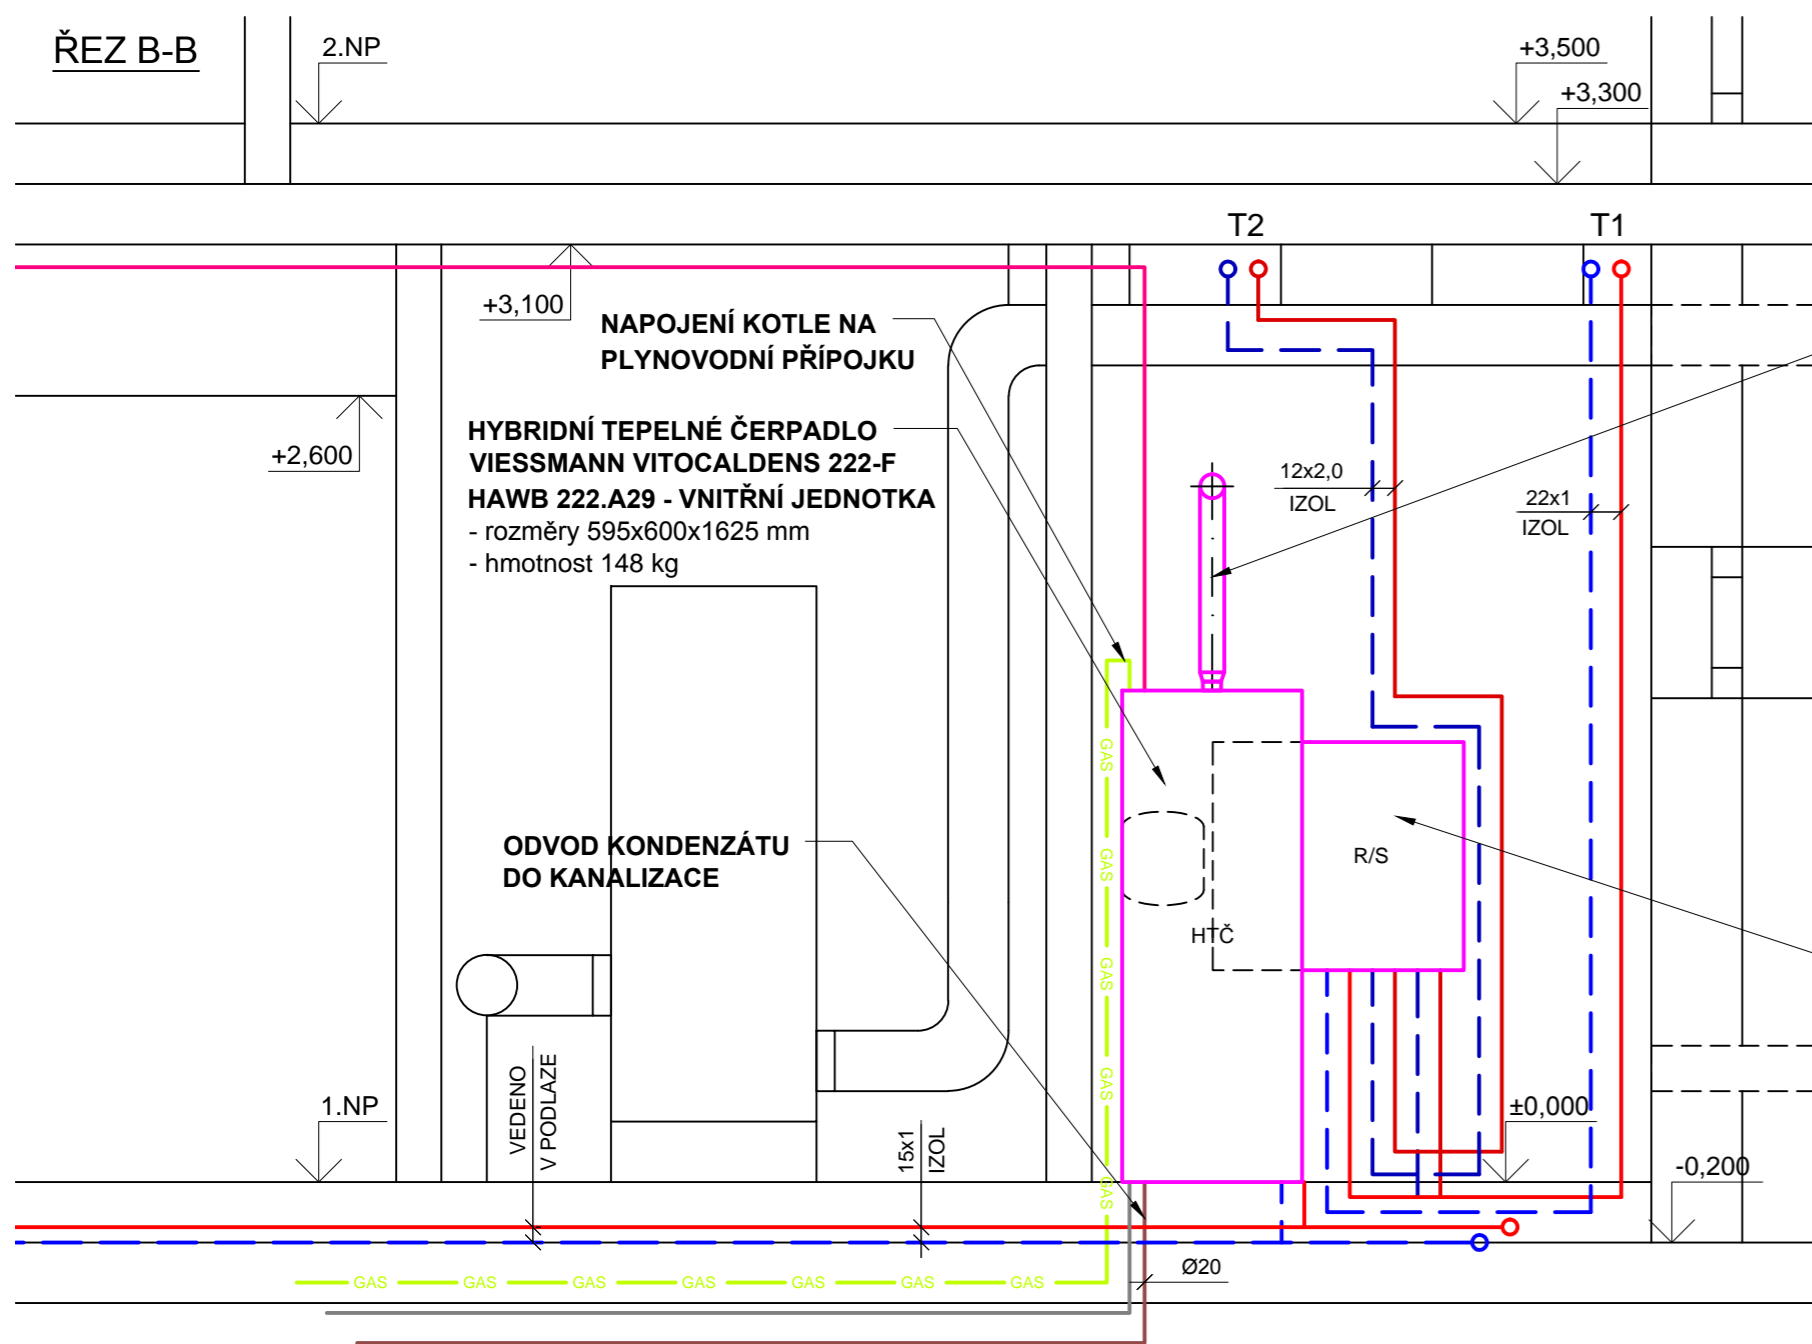 ŘEZ B-B
2.NP
+3,500
+3,300
T2
T1
+3,100
NAPOJENÍ KOTLE NA
PLYNOVODNÍ PŘÍPOJKU
+2,600
HYBRIDNÍ TEPELNÉ ČERPADLO
VIESSMANN VITOCALDENS 222-F
HAWB 222.A29 - VNITŘNÍ JEDNOTKA
- rozměry 595x600x1625 mm
- hmotnost 148 kg
12x2,0
IZOL
22x1
IZOL
GAS
GAS
GAS
GAS
GAS
ODVOD KONDENZÁTU
DO KANALIZACE
R/S
HTČ
1.NP
VEDENO
V PODLAZE
15x1
IZOL
±0,000
-0,200
Ø20
GAS
GAS
GAS
GAS
GAS
GAS
GAS